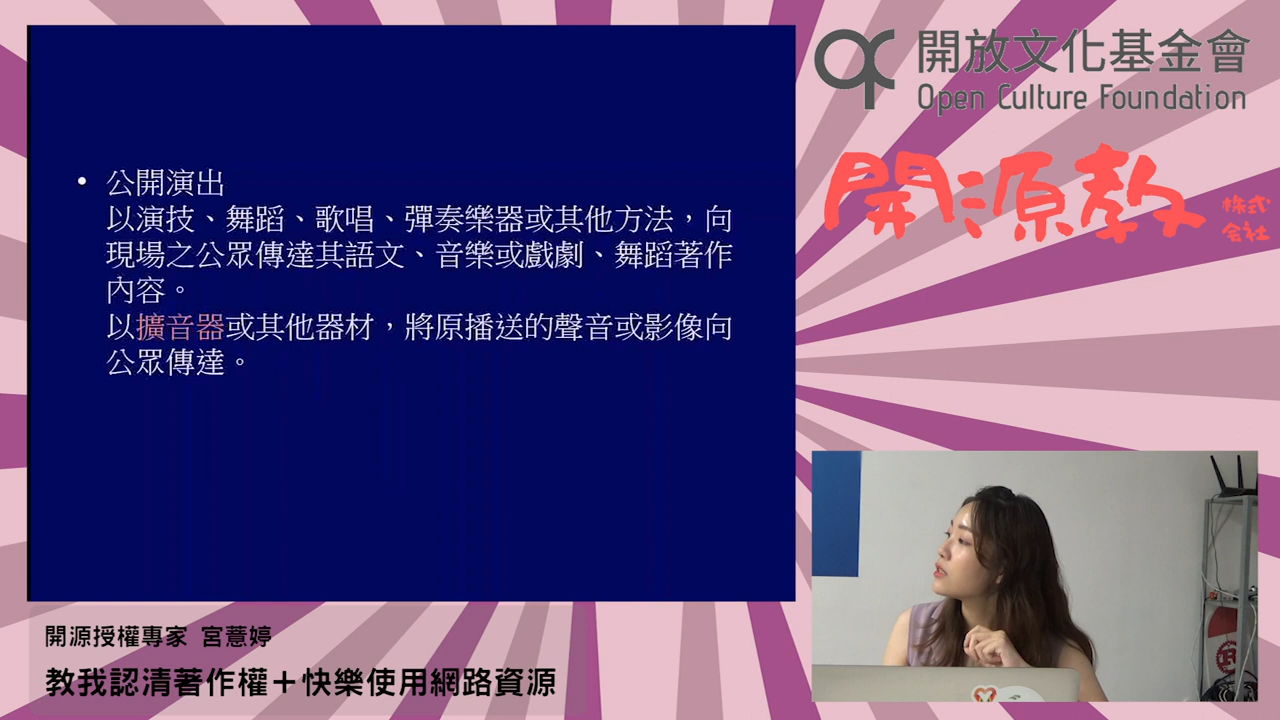 • 公開演出
以演技、舞蹈、歌唱、彈奏樂器或其他方法，向
現場之公眾傳達其語文、音樂或戲劇、舞蹈著作
內容。
以擴音器或其他器材，將原播送的聲音或影像向
公眾傳達。
開放文化基金會
Open Culture Foundation
開源教
株式
会社
開源授權專家 宮薏婷
教我認清著作權＋快樂使用網路資源